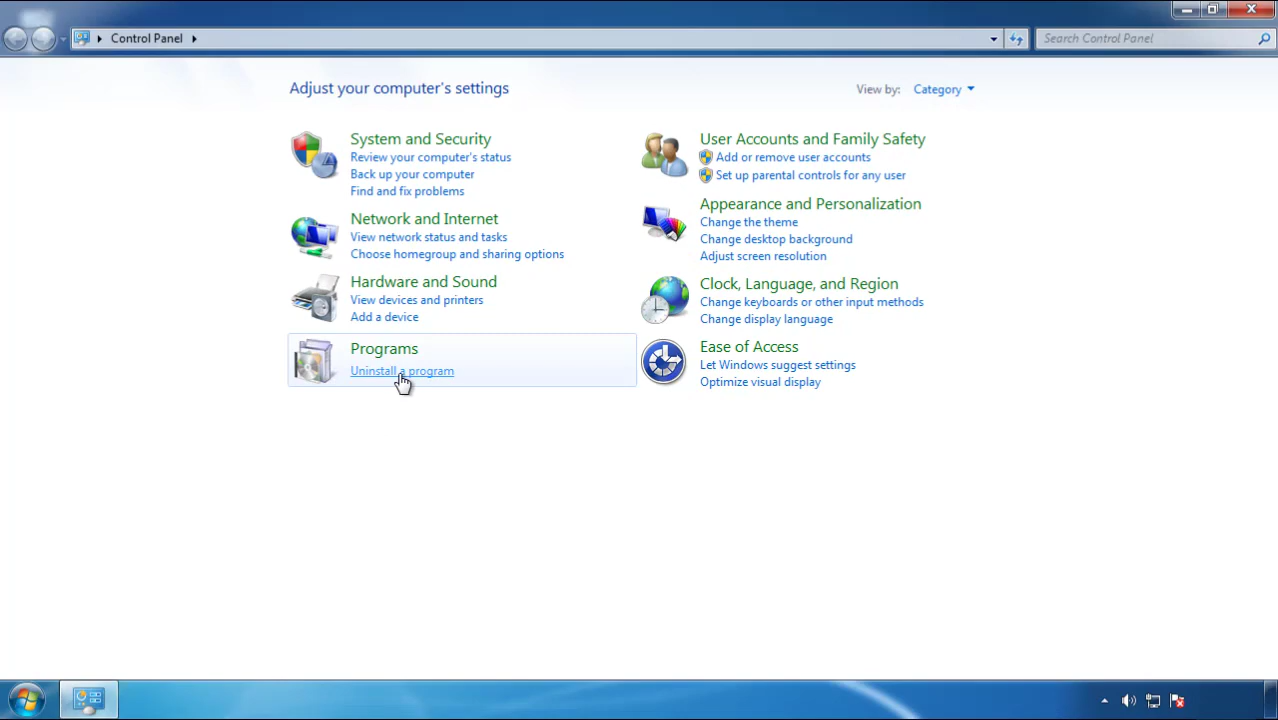 Control Panel
Search Control Panel
Adjust your computer's settings
View by: Category
System and Security
Review your computer's status
Back up your computer
Find and fix problems
Network and Internet
View network status and tasks
Choose homegroup and sharing options
Hardware and Sound
View devices and printers
Add a device
Programs
Uninstall a program
User Accounts and Family Safety
Add or remove user accounts
Set up parental controls for any user
Appearance and Personalization
Change the theme
Change desktop background
Adjust screen resolution
Clock, Language, and Region
Change keyboards or other input methods
Change display language
Ease of Access
Let Windows suggest settings
Optimize visual display